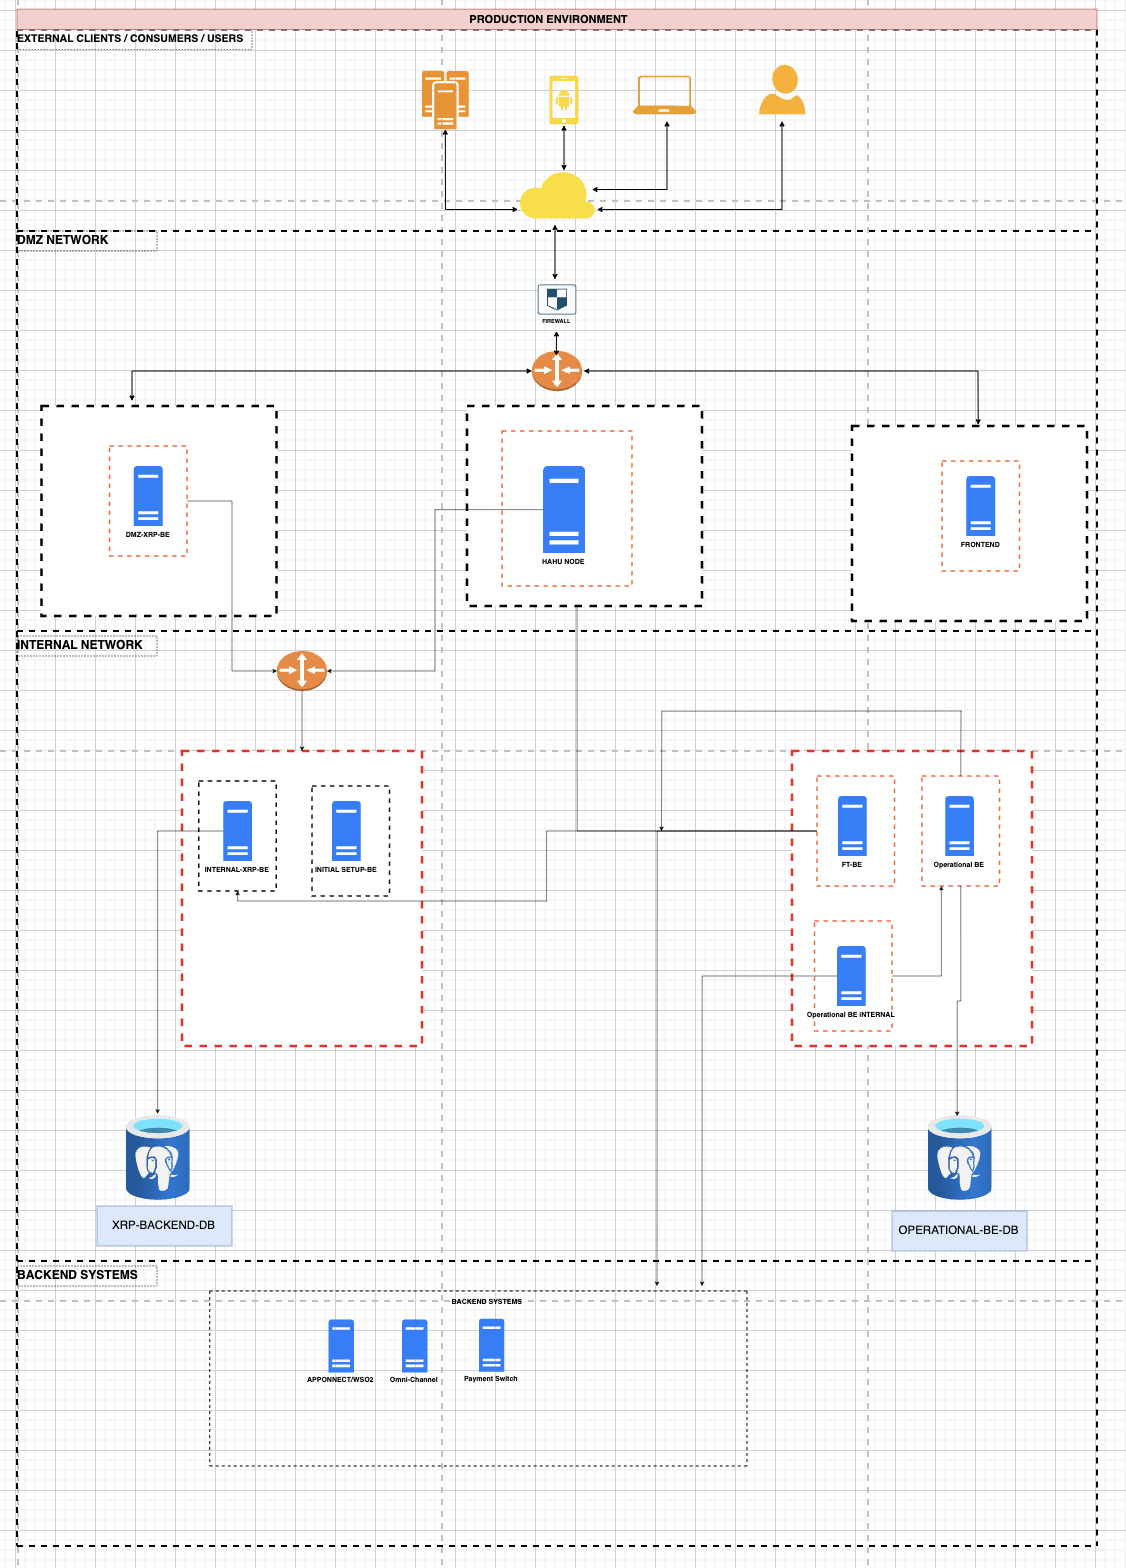 PRODUCTION ENVIRONMENT
EXTERNAL CLIENTS / CONSUMERS / USERS
DMZ NETWORK
FIREWALL
DMZ-XRP-BE
HAHU NODE
FRONTEND
INTERNAL NETWORK
INTERNAL-XRP-BE
INITIAL SETUP-BE
FT-BE
Operational BE
Operational BE iNTERNAL
XRP-BACKEND-DB
OPERATIONAL-BE-DB
BACKEND SYSTEMS
BACKEND SYSTEMS
APPONNECT/WSO2
Omni-Channel
Payment Switch